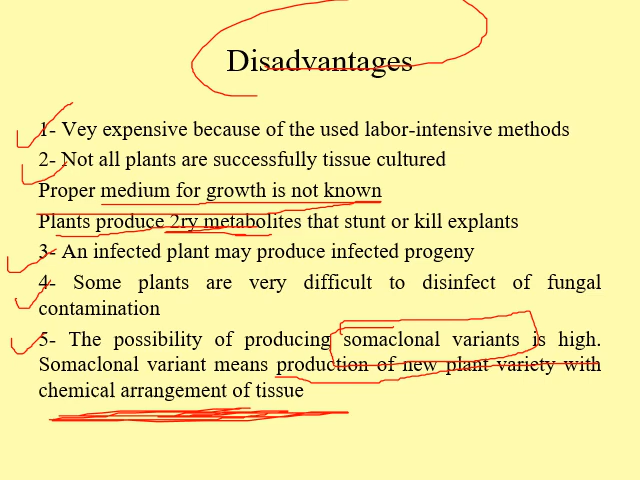 Disadvantages
1- Vey expensive because of the used labor-intensive methods
2- Not all plants are successfully tissue cultured
Proper medium for growth is not known
Plants produce 2ry metabolites that stunt or kill explants
3- An infected plant may produce infected progeny
4- Some plants are very difficult to disinfect of fungal
contamination
5- The possibility of producing somaclonal variants is high.
Somaclonal variant means production of new plant variety with
chemical arrangement of tissue